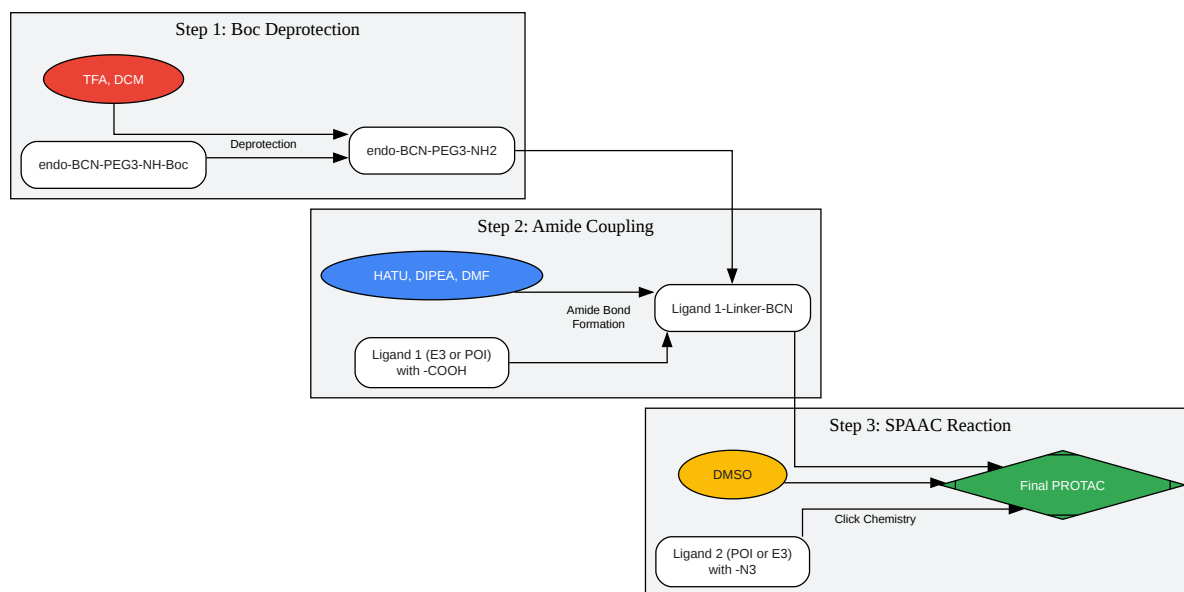 Step 1: Boc Deprotection
TFA, DCM
Deprotection
endo-BCN-PEG3-NH-Boc
endo-BCN-PEG3-NH2
Step 2: Amide Coupling
HATU, DIPEA, DMF
Amide Bond
Formation
Ligand 1-Linker-BCN
Ligand 1 (E3 or POI)
with -COOH
Step 3: SPAAC Reaction
DMSO
Final PROTAC
Click Chemistry
Ligand 2 (POI or E3)
with -N3